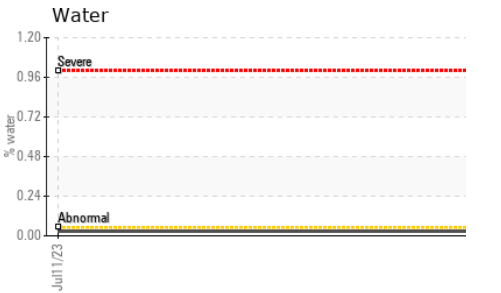 Water
1.20
Severe
0.96
0.72
% water
0.48
0.24
Abnormal
0.00
Jul11/23